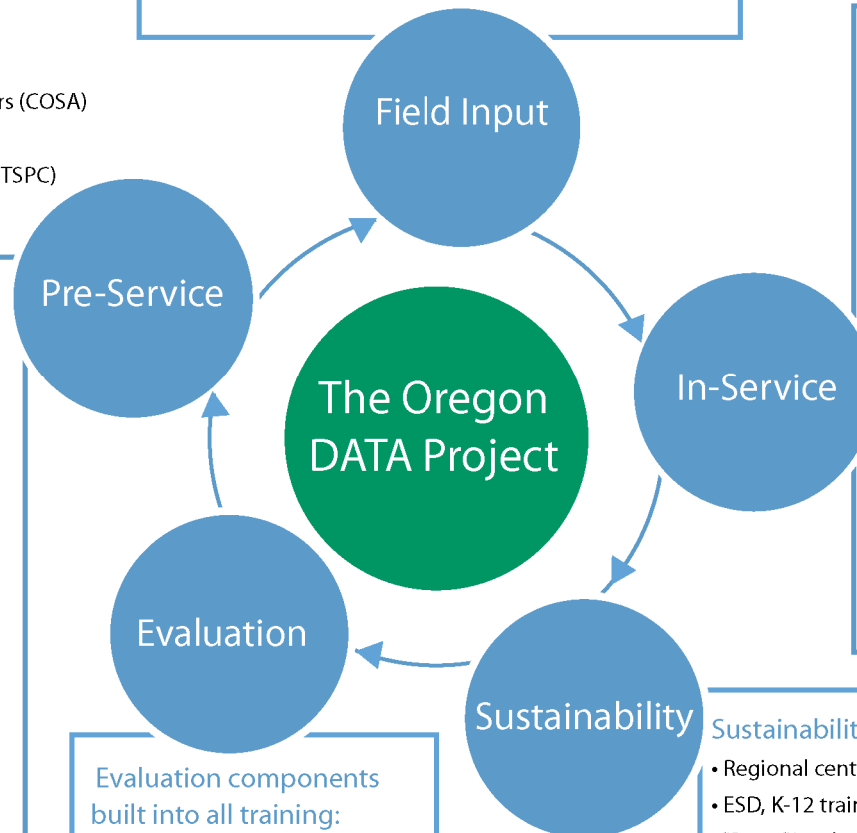 rs (COSA)
TSPC)
Field Input
Pre-Service
In-Service
The Oregon
DATA Project
Evaluation
Sustainability
Evaluation components
built into all training:
Sustainabilit
• Regional cent
• ESD, K-12 train